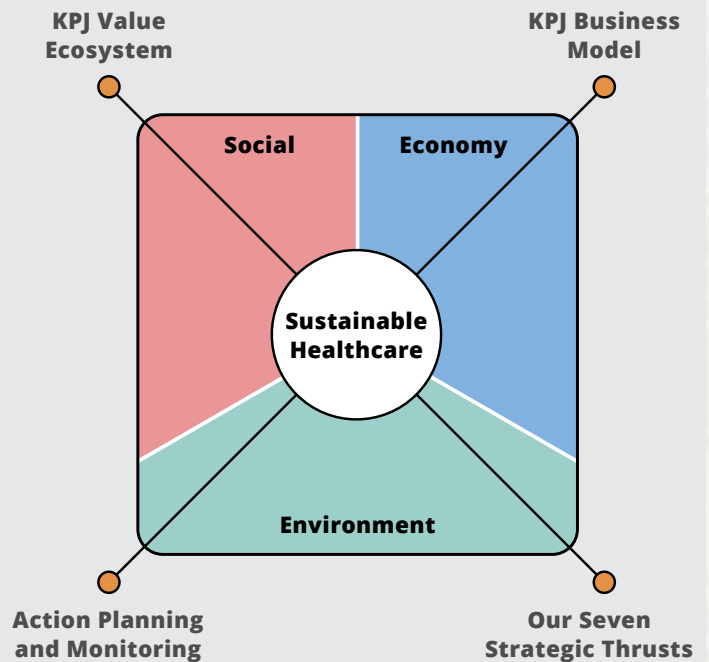 KPJ Value
Ecosystem
KPJ Business
Model
Social
Economy
Sustainable
Healthcare
Environment
Action Planning
and Monitoring
Our Seven
Strategic Thrusts